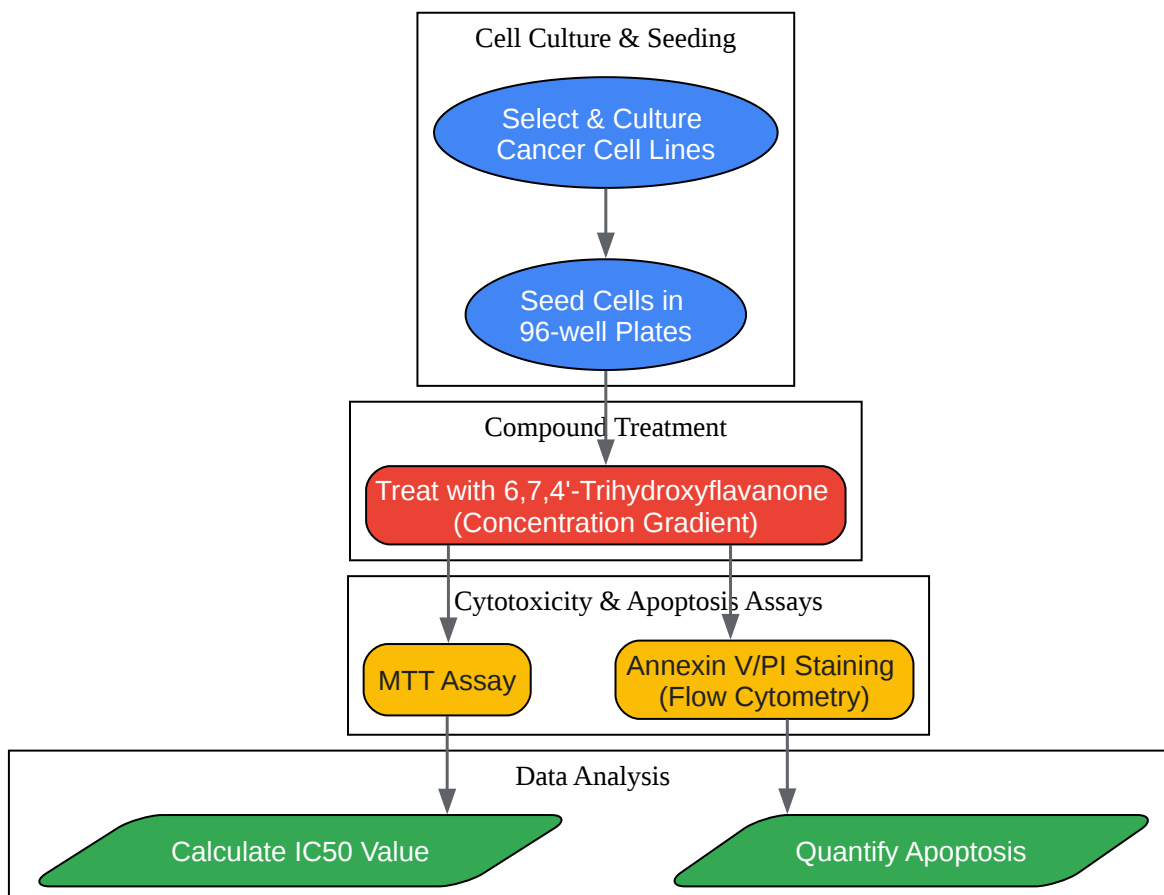 Cell Culture & Seeding
Select & Culture
Cancer Cell Lines
Seed Cells in
96-well Plates
Compound Treatment
Treat with 6,7,4'-Trihydroxyflavanone
(Concentration Gradient)
Cytotoxicity & Apoptosis Assays
MTT Assay
Annexin V/PI Staining
(Flow Cytometry)
Data Analysis
Calculate IC50 Value
Quantify Apoptosis